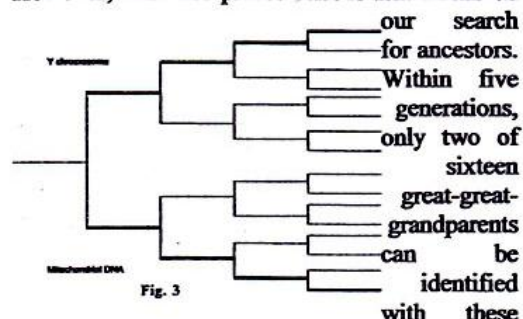 our search
for ancestors.
Within five
generations,
only two of
sixteen
great-great-
grandparents
can be
identified
with these
Y chromosome
Mitochondrial DNA
Fig. 3